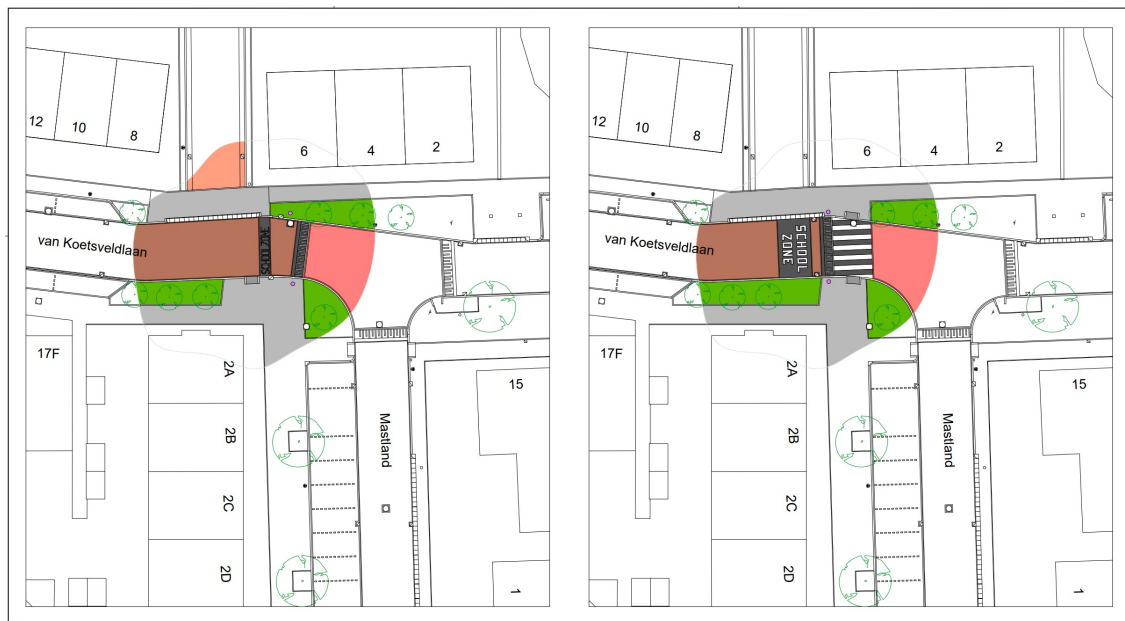 12
10
8
6
4
2
van Koetsveldlaan
17F
2A
2B
2C
2D
Mastland
15
1
12
10
8
6
4
2
van Koetsveldlaan
SCHOOL
ZONE
17F
2A
2B
2C
2D
Mastland
15
1